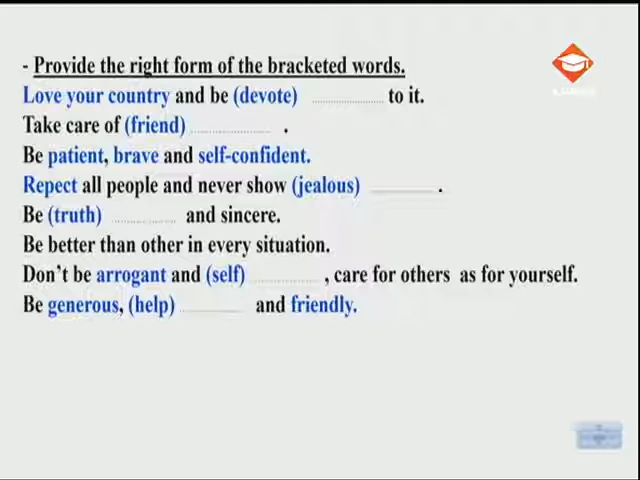 - Provide the right form of the bracketed words.
Love your country and be (devote) ........................ to it.
Take care of (friend) ........................ .
Be patient, brave and self-confident.
Repect all people and never show (jealous) ........................ .
Be (truth) ........................ and sincere.
Be better than other in every situation.
Don't be arrogant and (self) ........................ , care for others as for yourself.
Be generous, (help) ........................ and friendly.